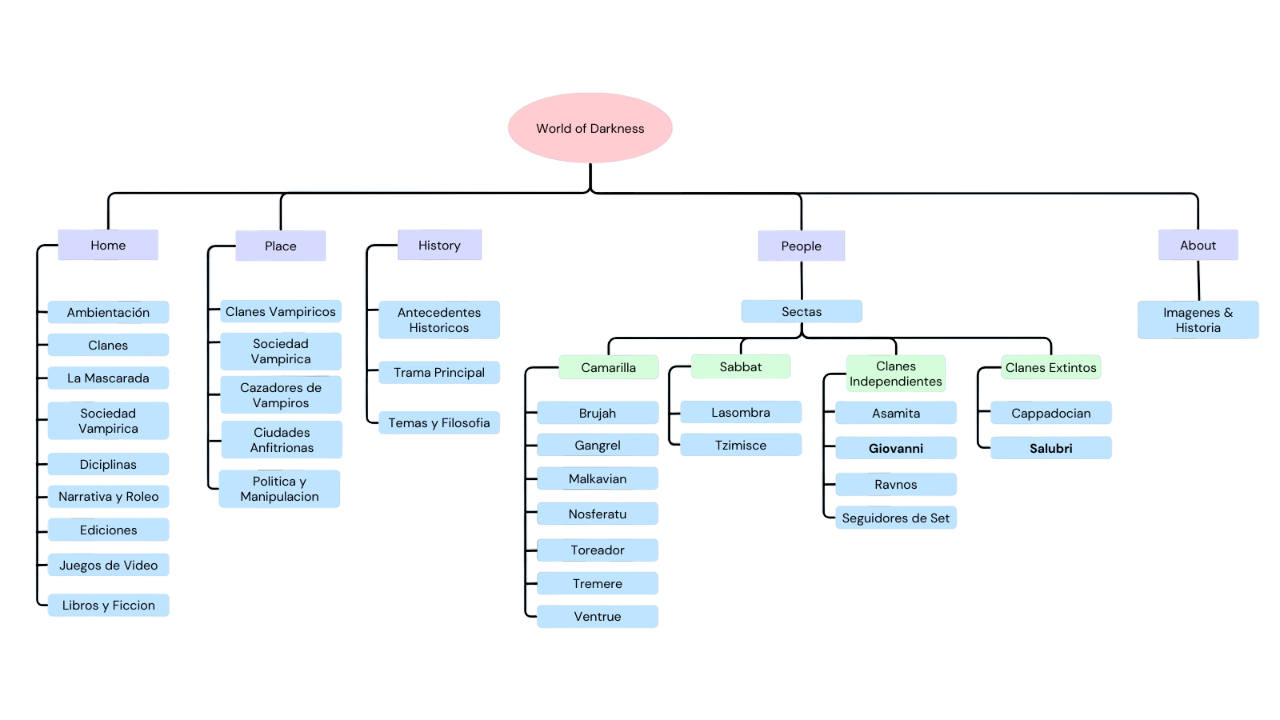 World of Darkness
Home
Place
History
People
About
Ambientación
Clanes
La Mascarada
Sociedad
Vampirica
Diciplinas
Narrativa y Roleo
Ediciones
Juegos de Video
Libros y Ficcion
Clanes Vampiricos
Sociedad
Vampirica
Cazadores de
Vampiros
Ciudades
Anfitrionas
Politica y
Manipulacion
Antecedentes
Historicos
Trama Principal
Temas y Filosofia
Sectas
Camarilla
Brujah
Gangrel
Malkavian
Nosferatu
Toreador
Tremere
Ventrue
Sabbat
Lasombra
Tzimisce
Clanes
Independientes
Asamita
Giovanni
Ravnos
Seguidores de Set
Clanes Extintos
Cappadocian
Salubri
Imagenes &
Historia